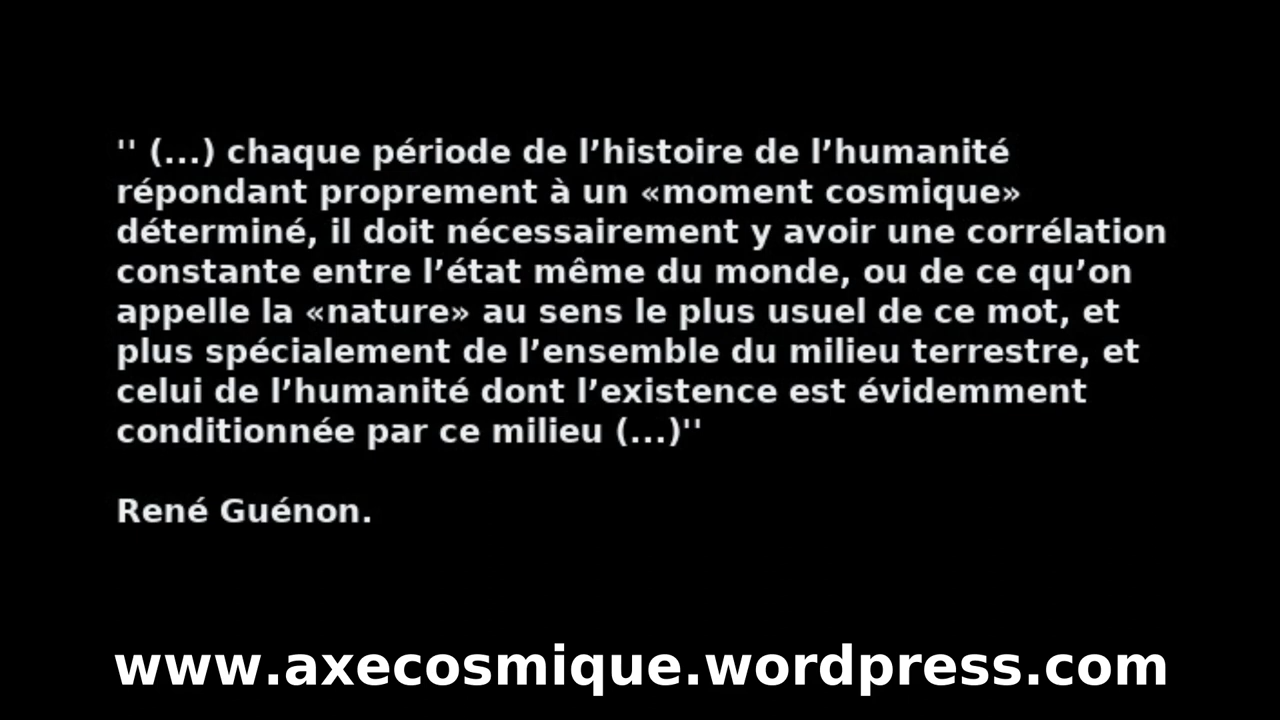 '' (...) chaque période de l’histoire de l’humanité
répondant proprement à un «moment cosmique»
déterminé, il doit nécessairement y avoir une corrélation
constante entre l’état même du monde, ou de ce qu’on
appelle la «nature» au sens le plus usuel de ce mot, et
plus spécialement de l’ensemble du milieu terrestre, et
celui de l’humanité dont l’existence est évidemment
conditionnée par ce milieu (...)''
René Guénon.
www.axecosmique.wordpress.com